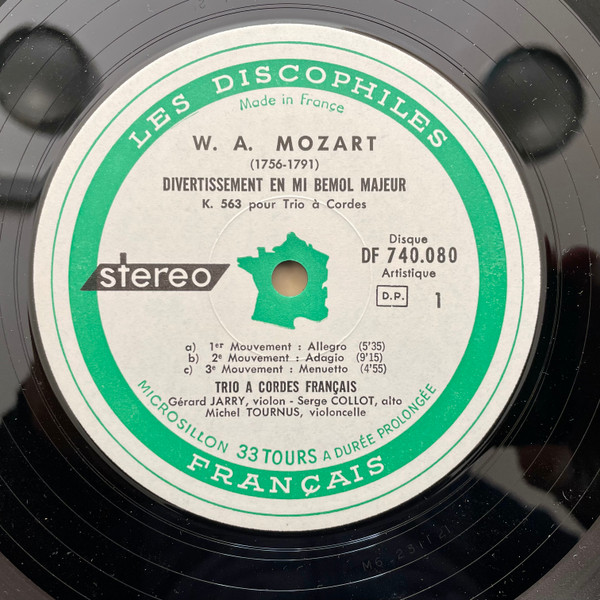 LES DISCOPHILES
Made in France
W. A. MOZART
(1756-1791)
DIVERTISSEMENT EN MI BEMOL MAJEUR
K. 563 pour Trio à Cordes
stereo
Disque
DF 740.080
Artistique
D.P. 1
a) 1er Mouvement : Allegro (5'35)
b) 2e Mouvement : Adagio (9'15)
c) 3e Mouvement : Menuetto (4'55)
TRIO A CORDES FRANÇAIS
Gérard JARRY, violon - Serge COLLOT, alto
Michel TOURNUS, violoncelle
MICROSILLON 33 TOURS A DURÉE PROLONGÉE
FRANÇAIS